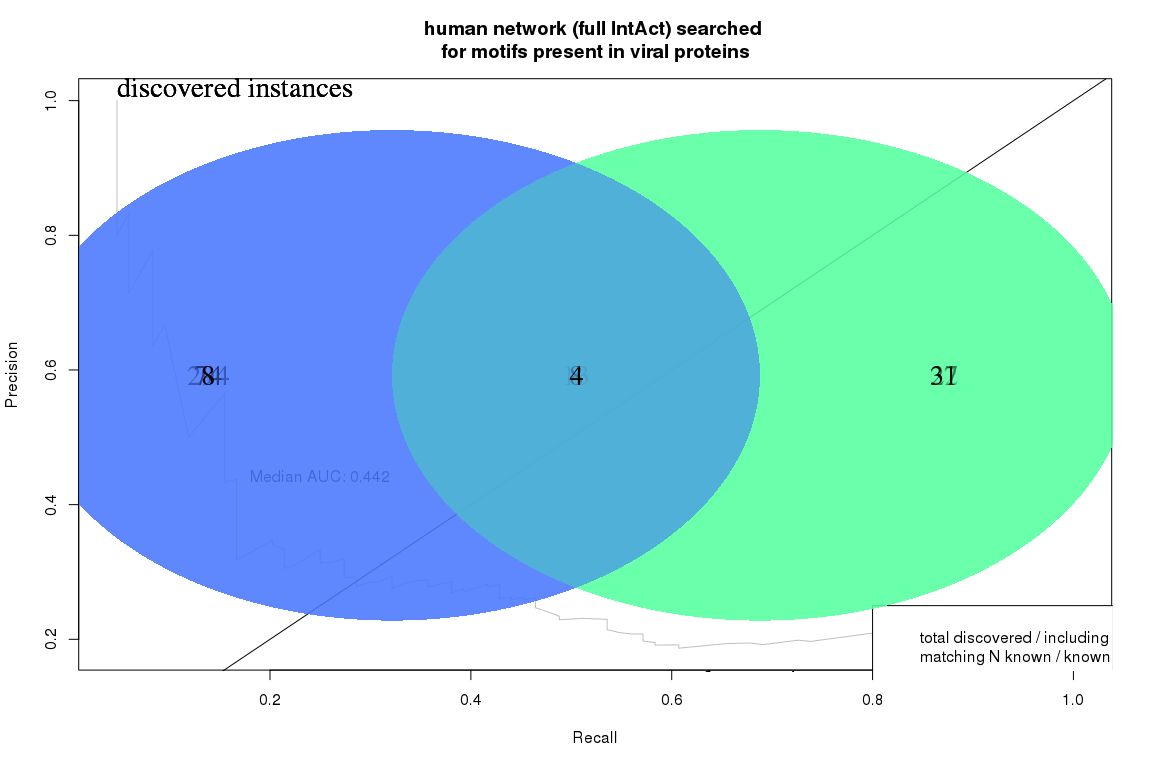 human network (full IntAct) searched
for motifs present in viral proteins
discovered instances
1.0
0.8
0.6
0.4
0.2
Precision
8
4
31
Median AUC: 0.442
total discovered / including
matching N known / known
0.2
0.4
0.6
0.8
1.0
Recall